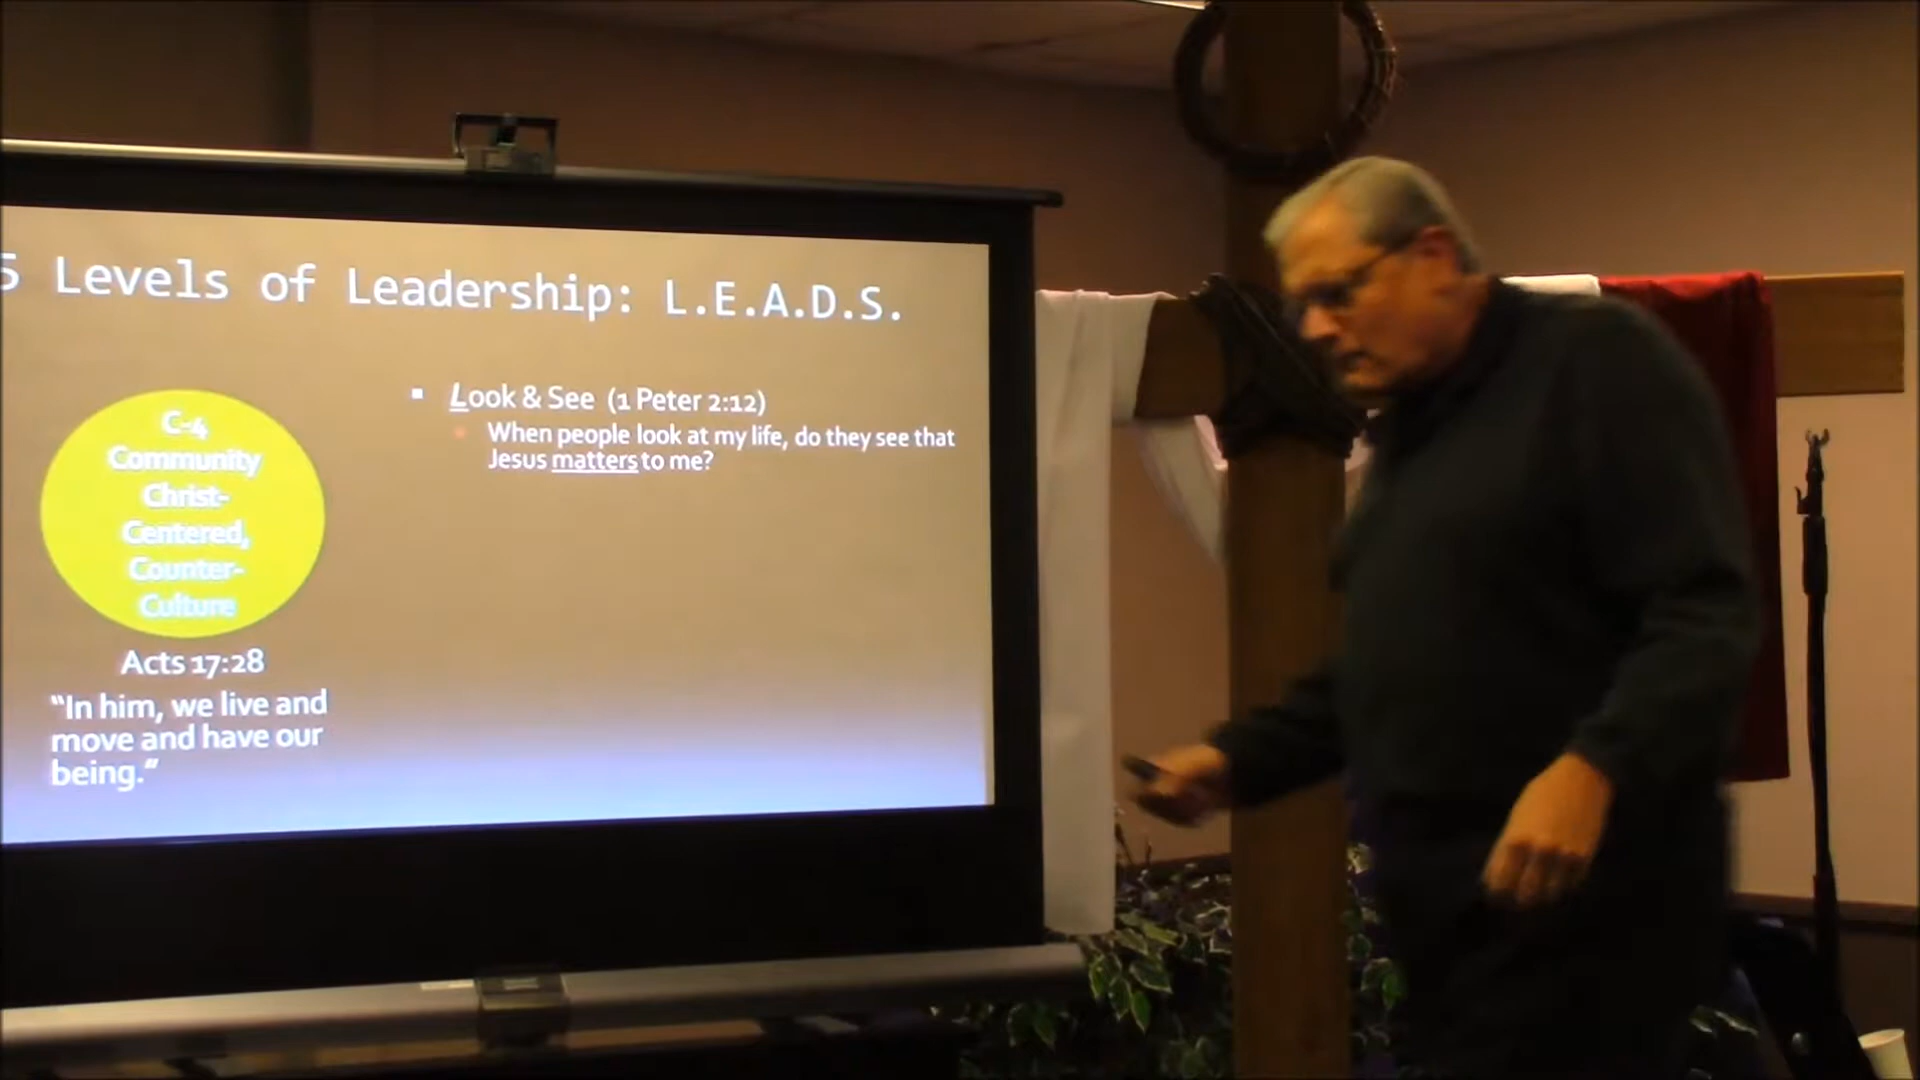 5 Levels of Leadership: L.E.A.D.S.
C-4
Community
Christ-
Centered,
Counter-
Culture
Acts 17:28
“In him, we live and
move and have our
being.”
Look & See (1 Peter 2:12)
When people look at my life, do they see that
Jesus matters to me?